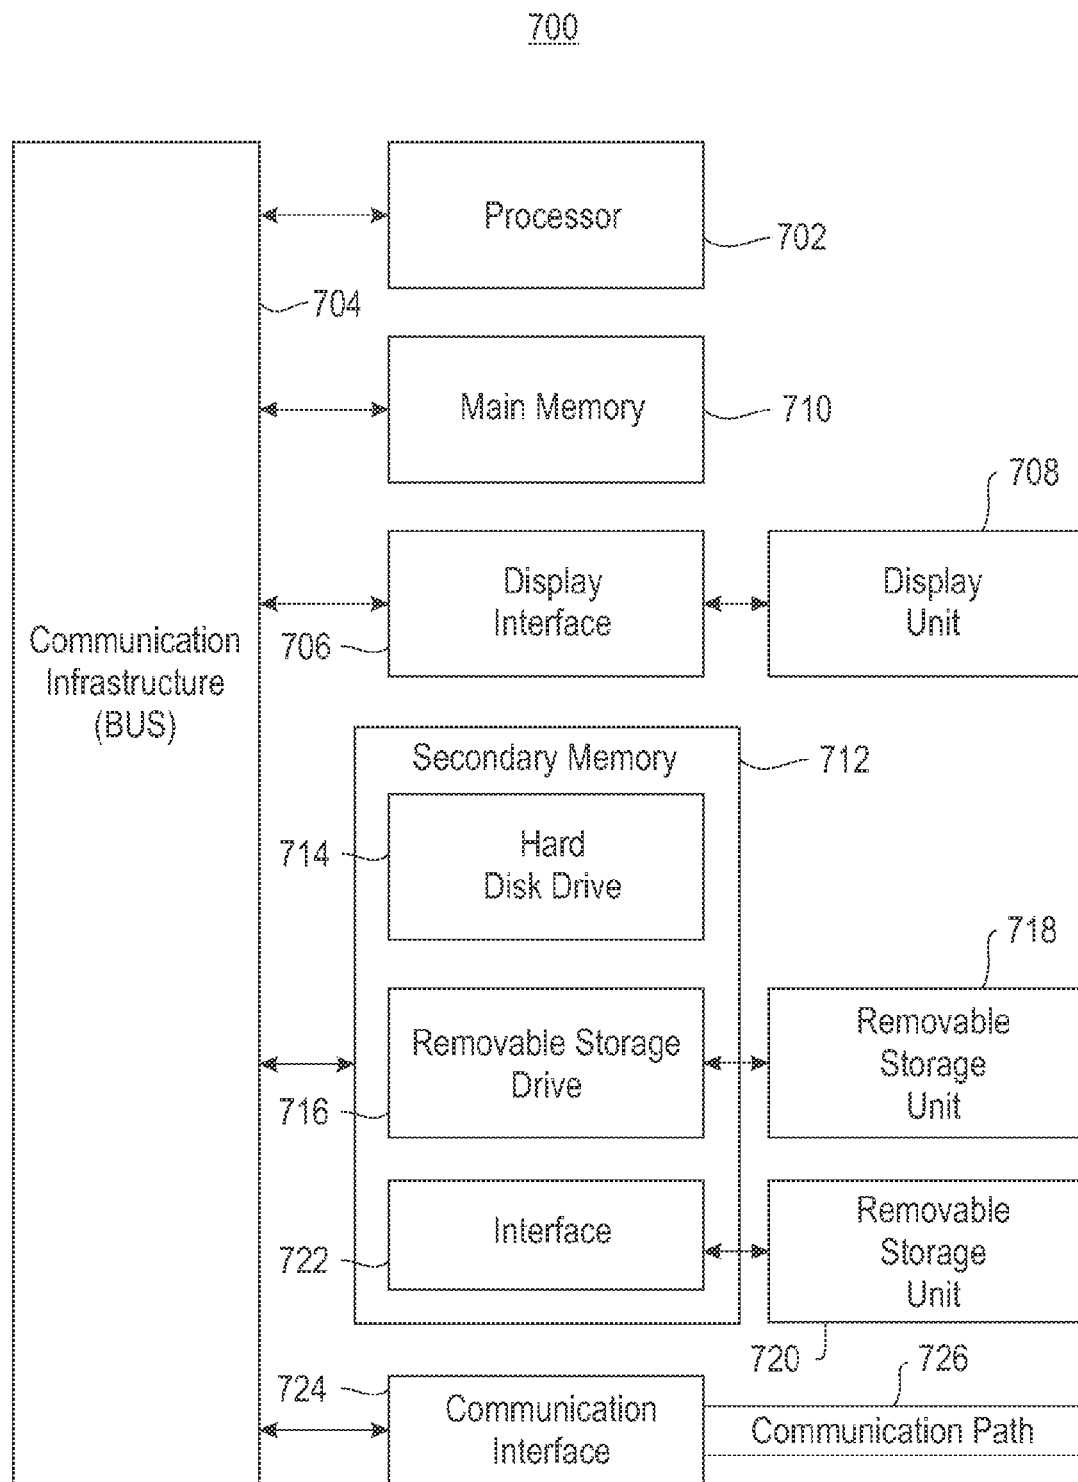 700
Processor
702
704
Main Memory
710
708
Display
Interface
706
Display
Unit
Communication
Infrastructure
(BUS)
Secondary Memory
712
714
Hard
Disk Drive
718
Removable Storage
Drive
716
Removable
Storage
Unit
Interface
722
Removable
Storage
Unit
720
726
724
Communication
Interface
Communication Path